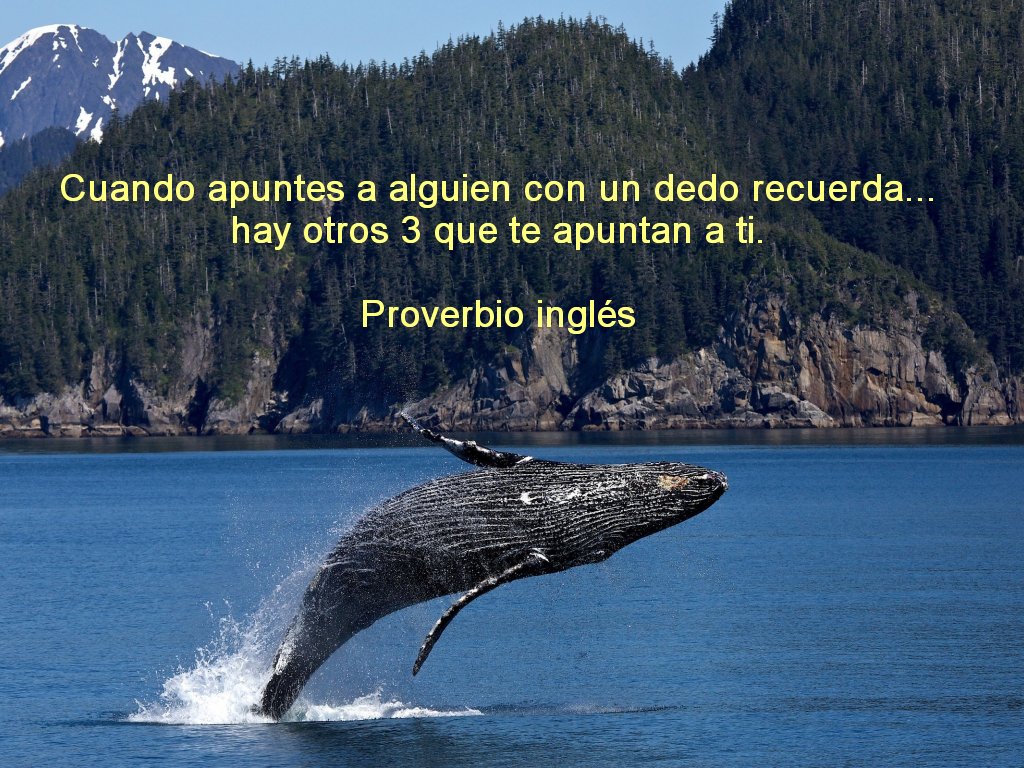 Cuando apuntes a alguien con un dedo recuerda...
hay otros 3 que te apuntan a ti.
Proverbio inglés